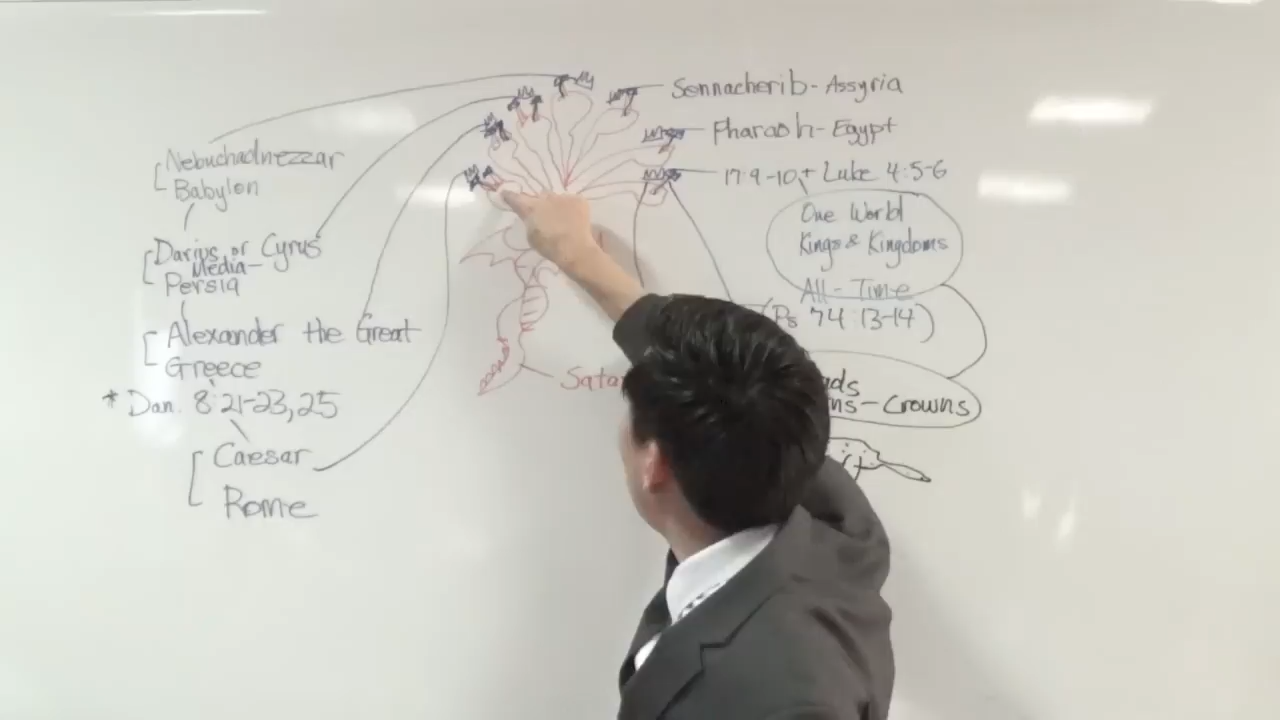 Sennacherib-Assyria
Pharaoh-Egypt
17:9-10, + Luke 4:5-6
One World
Kings & Kingdoms
All-Time
(Ps 74:13-14)
Crowns
Nebuchadnezzar
Babylon
Darius or Cyrus
Media-
Persia
Alexander the Great
Greece
* Dan. 8:21-23,25
Caesar
Rome